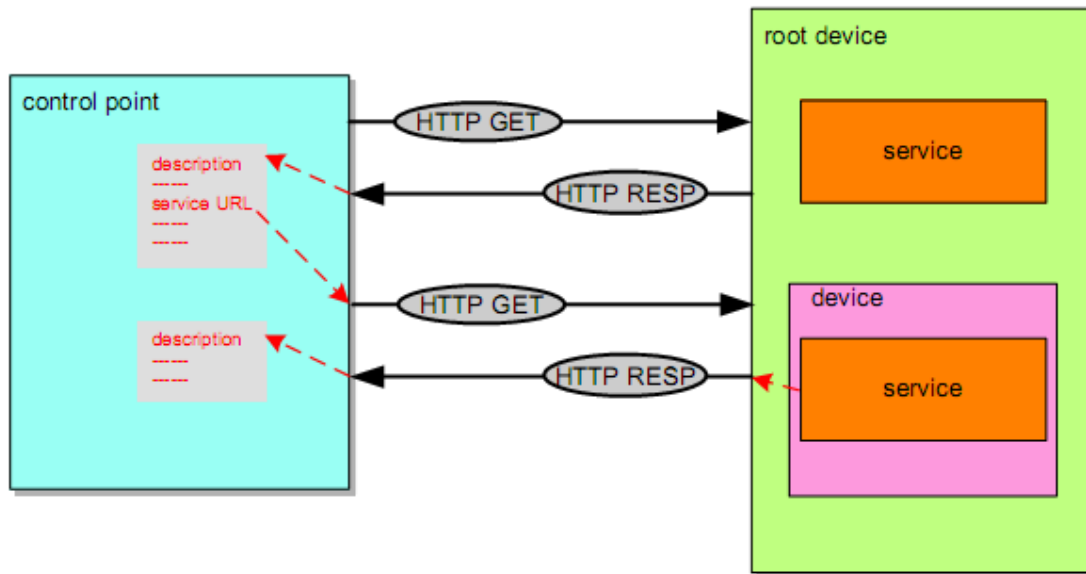 root device
control point
HTTP GET
service
description
------
service URL
------
------
HTTP RESP
device
HTTP GET
description
------
------
HTTP RESP
service